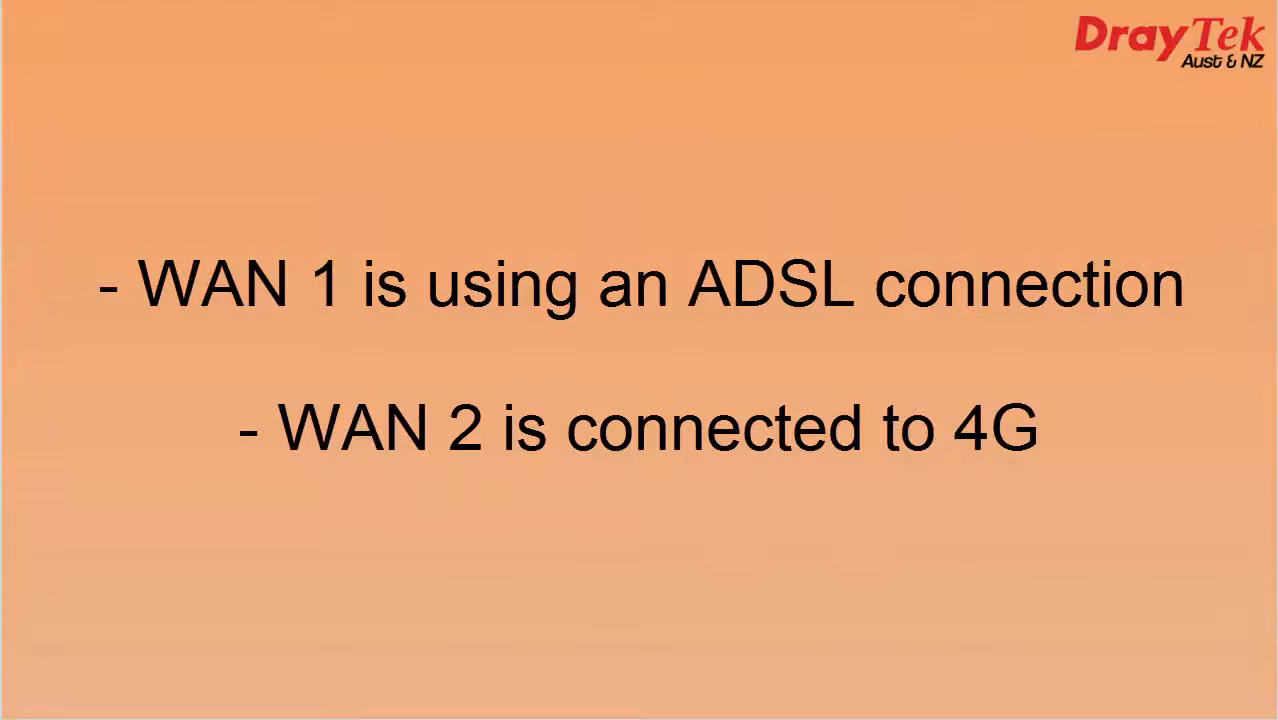 DrayTek
Aust & NZ
- WAN 1 is using an ADSL connection
- WAN 2 is connected to 4G